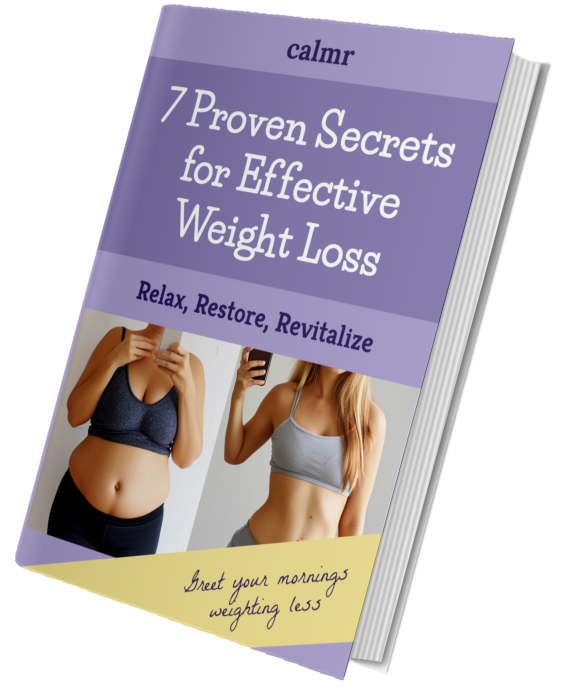 calmr
7 Proven Secrets
for Effective
Weight Loss
Relax, Restore, Revitalize
Greet your mornings
weighting less